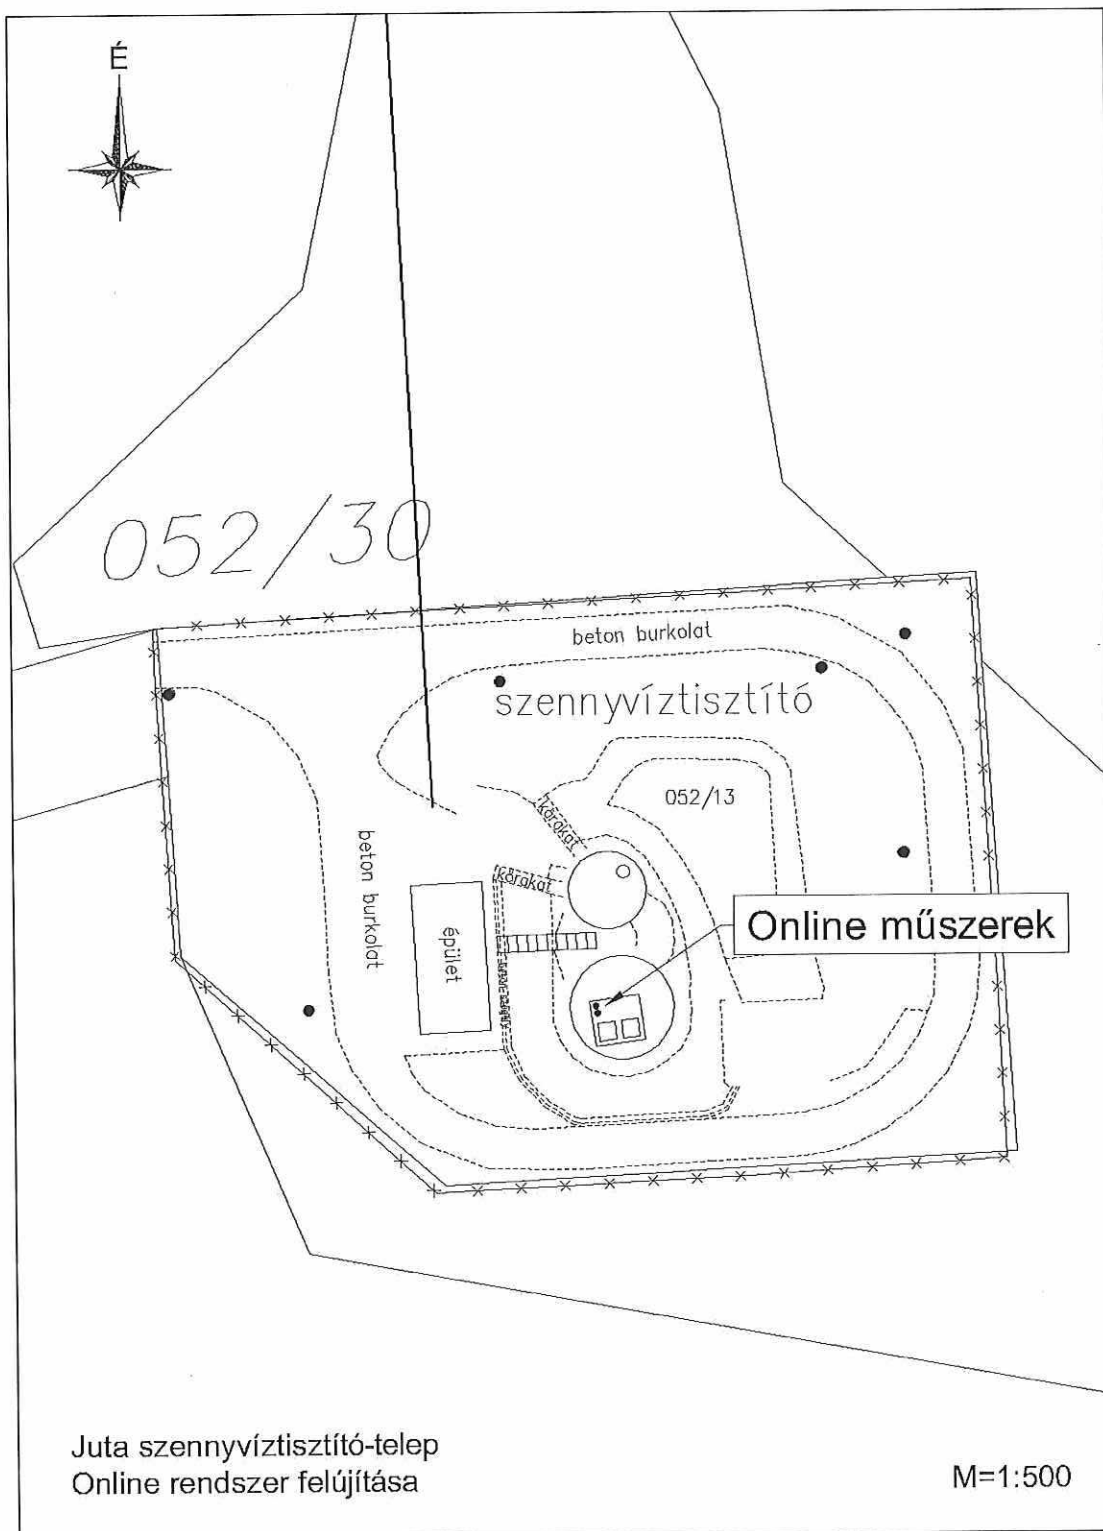 É
052/30
beton burkolat
szennyvíztisztító
052/13
kőrakat
kőrakat
beton burkolat
épület
Online műszerek
Juta szennyvíztisztító-telep
Online rendszer felújítása
M=1:500